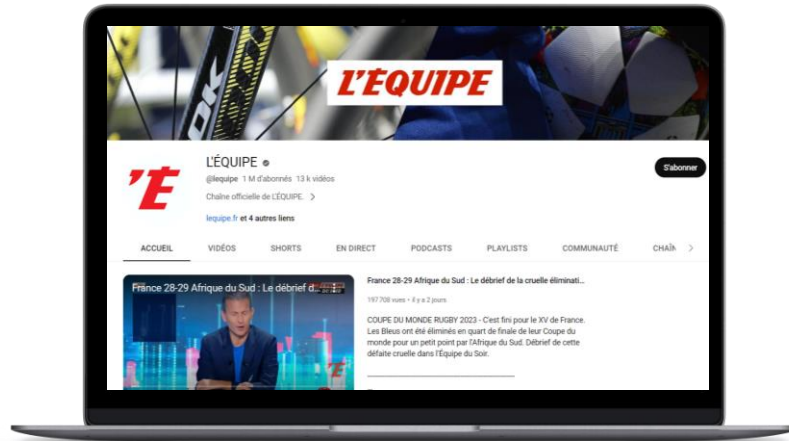 OK
L'ÉQUIPE
'E
L'ÉQUIPE
@lequipe 1 M d'abonnés 13 k vidéos
Chaîne officielle de L'ÉQUIPE. >
lequipe.fr et 4 autres liens
S'abonner
ACCUEIL VIDÉOS SHORTS EN DIRECT PODCASTS PLAYLISTS COMMUNAUTÉ CHAÎN >
France 28-29 Afrique du Sud : Le débrief d...
'E
France 28-29 Afrique du Sud : Le débrief de la cruelle éliminati...
197 708 vues • il y a 2 jours
COUPE DU MONDE RUGBY 2023 - C'est fini pour le XV de France.
Les Bleus ont été éliminés en quart de finale de leur Coupe du
monde pour un petit point par l'Afrique du Sud. Débrief de cette
défaite cruelle dans l'Équipe du Soir.